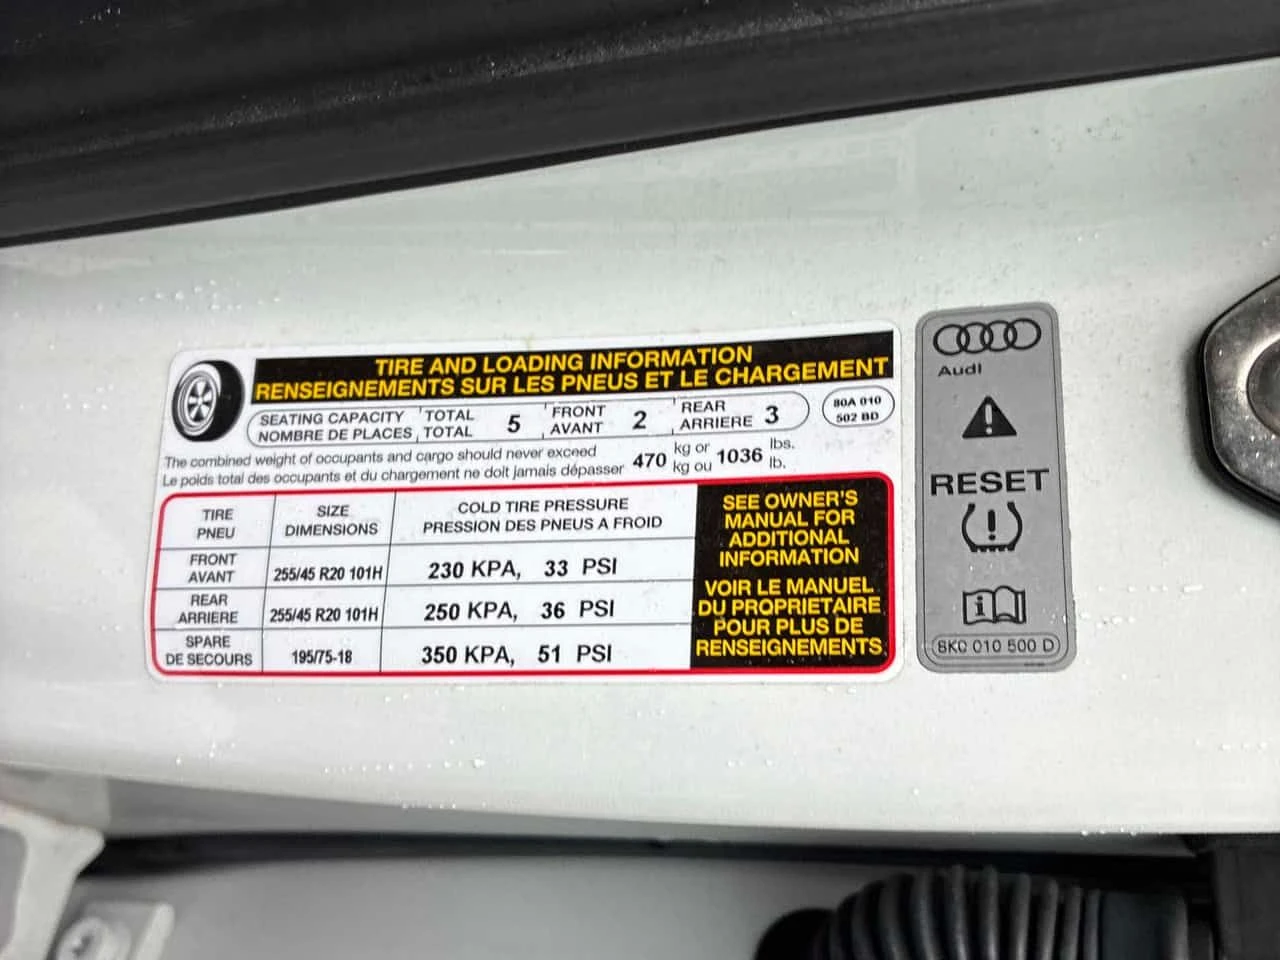 TIRE AND LOADING INFORMATION
RENSEIGNEMENTS SUR LES PNEUS ET LE CHARGEMENT
SEATING CAPACITY TOTAL 5 FRONT 2 REAR 3
NOMBRE DE PLACES TOTAL AVANT ARRIÈRE
80A 010
502 BD
The combined weight of occupants and cargo should never exceed 470 kg or 1036 lbs.
Le poids total des occupants et du chargement ne doit jamais dépasser kg ou lb.
TIRE SIZE COLD TIRE PRESSURE
PNEU DIMENSIONS PRESSION DES PNEUS A FROID
FRONT
AVANT 255/45 R20 101H 230 KPA, 33 PSI
REAR
ARRIERE 255/45 R20 101H 250 KPA, 36 PSI
SPARE
DE SECOURS 195/75-18 350 KPA, 51 PSI
SEE OWNER'S
MANUAL FOR
ADDITIONAL
INFORMATION
VOIR LE MANUEL
DU PROPRIETAIRE
POUR PLUS DE
RENSEIGNEMENTS
Audi
RESET
8K0 010 500 D